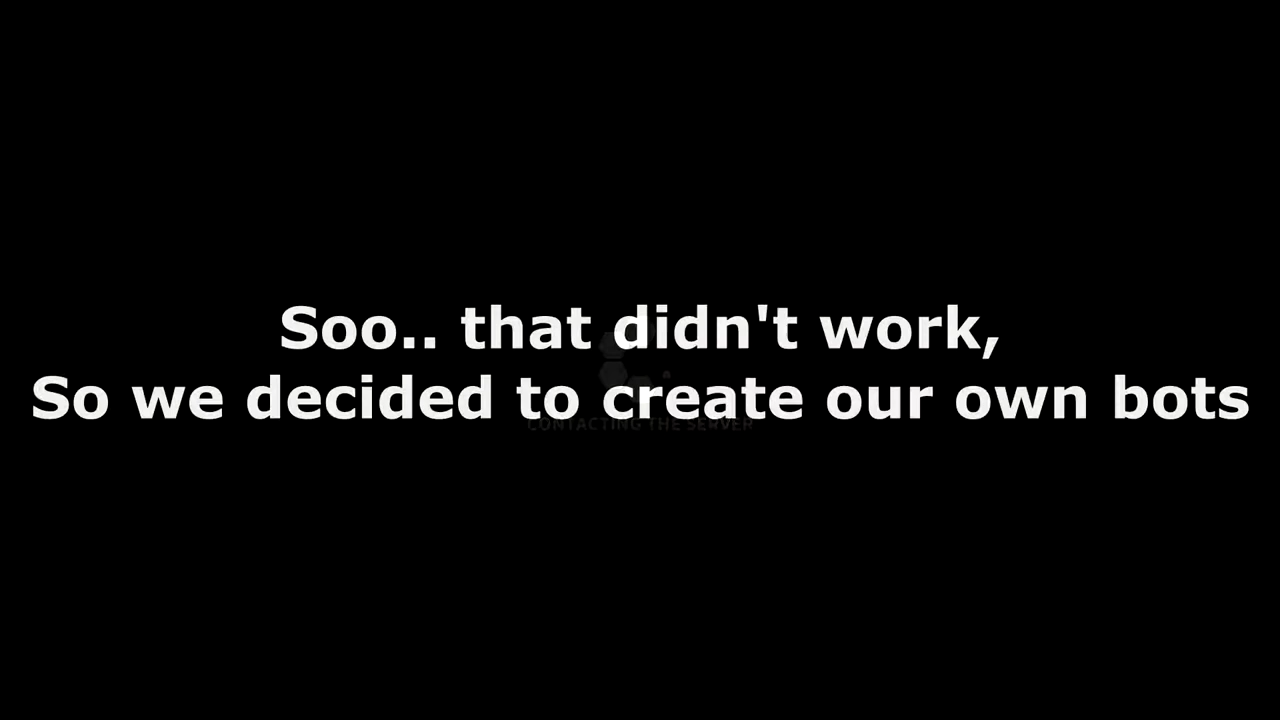 Soo.. that didn't work,
So we decided to create our own bots
CONTACTING THE SERVER